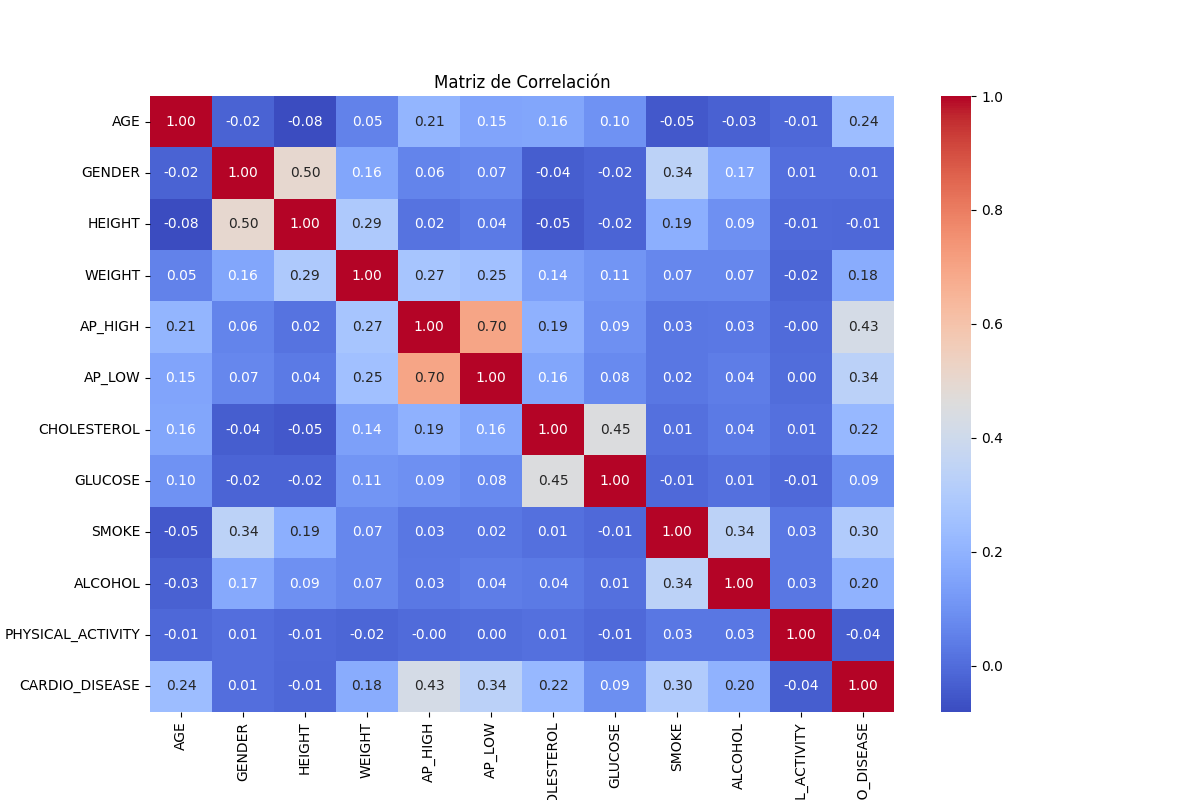 Matriz de Correlación
AGE 1.00 -0.02 -0.08 0.05 0.21 0.15 0.16 0.10 -0.05 -0.03 -0.01 0.24
GENDER -0.02 1.00 0.50 0.16 0.06 0.07 -0.04 -0.02 0.34 0.17 0.01 0.01
HEIGHT -0.08 0.50 1.00 0.29 0.02 0.04 -0.05 -0.02 0.19 0.09 -0.01 -0.01
WEIGHT 0.05 0.16 0.29 1.00 0.27 0.25 0.14 0.11 0.07 0.07 -0.02 0.18
AP_HIGH 0.21 0.06 0.02 0.27 1.00 0.70 0.19 0.09 0.03 0.03 -0.00 0.43
AP_LOW 0.15 0.07 0.04 0.25 0.70 1.00 0.16 0.08 0.02 0.04 0.00 0.34
CHOLESTEROL 0.16 -0.04 -0.05 0.14 0.19 0.16 1.00 0.45 0.01 0.04 0.01 0.22
GLUCOSE 0.10 -0.02 -0.02 0.11 0.09 0.08 0.45 1.00 -0.01 0.01 -0.01 0.09
SMOKE -0.05 0.34 0.19 0.07 0.03 0.02 0.01 -0.01 1.00 0.34 0.03 0.30
ALCOHOL -0.03 0.17 0.09 0.07 0.03 0.04 0.04 0.01 0.34 1.00 0.03 0.20
PHYSICAL_ACTIVITY -0.01 0.01 -0.01 -0.02 -0.00 0.00 0.01 -0.01 0.03 0.03 1.00 -0.04
CARDIO_DISEASE 0.24 0.01 -0.01 0.18 0.43 0.34 0.22 0.09 0.30 0.20 -0.04 1.00
AGE
GENDER
HEIGHT
WEIGHT
AP_HIGH
AP_LOW
OLESTEROL
GLUCOSE
SMOKE
ALCOHOL
L_ACTIVITY
O_DISEASE
1.0
0.8
0.6
0.4
0.2
0.0